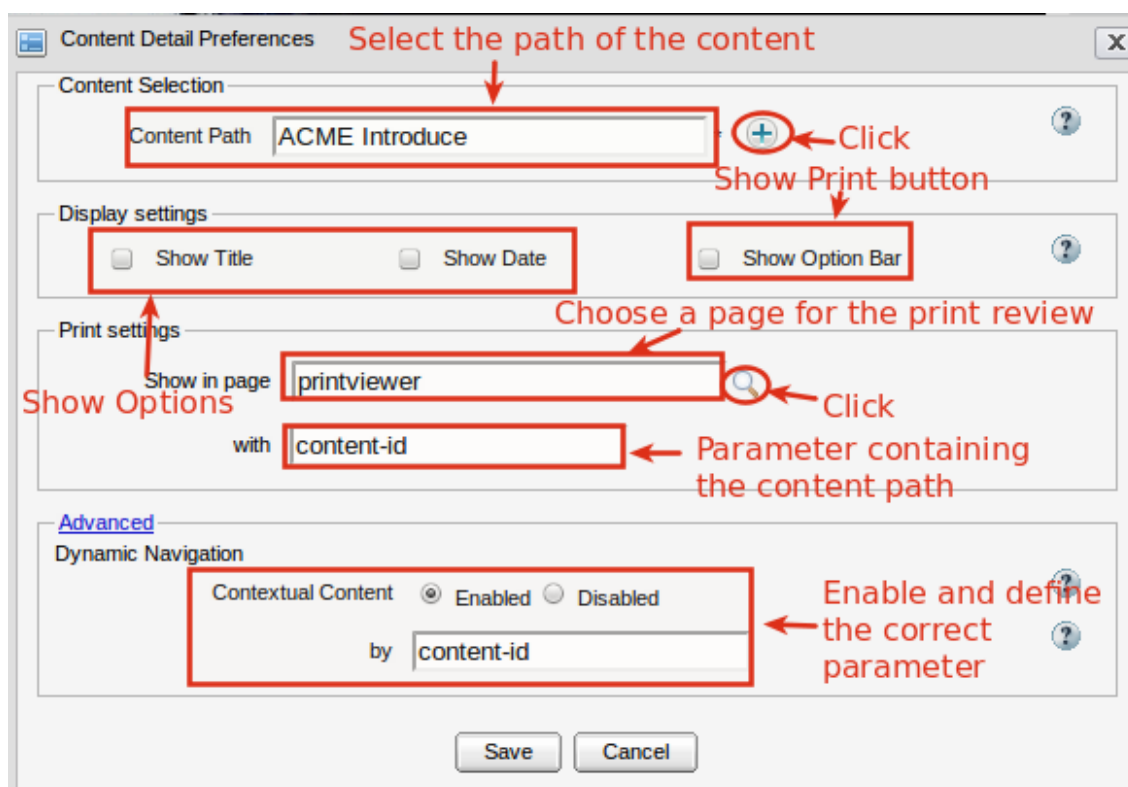 Content Detail Preferences
Select the path of the content
X
Content Selection
Content Path
ACME Introduce
*
?
Click
Show Print button
Display settings
Show Title
Show Date
Show Option Bar
?
Choose a page for the print review
Print settings
Show in page
printviewer
Show Options
Click
with
content-id
Parameter containing
the content path
Advanced
Dynamic Navigation
Contextual Content
Enabled
Disabled
?
Enable and define
the correct
parameter
by
content-id
?
Save
Cancel